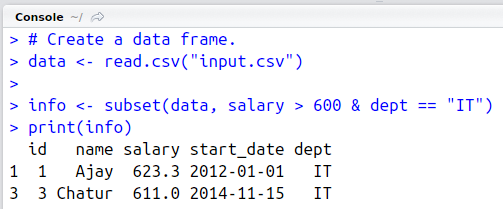 Console ~/
> # Create a data frame.
> data <- read.csv("input.csv")
>
> info <- subset(data, salary > 600 & dept == "IT")
> print(info)
  id   name salary start_date dept
1  1   Ajay  623.3 2012-01-01   IT
3  3 Chatur  611.0 2014-11-15   IT